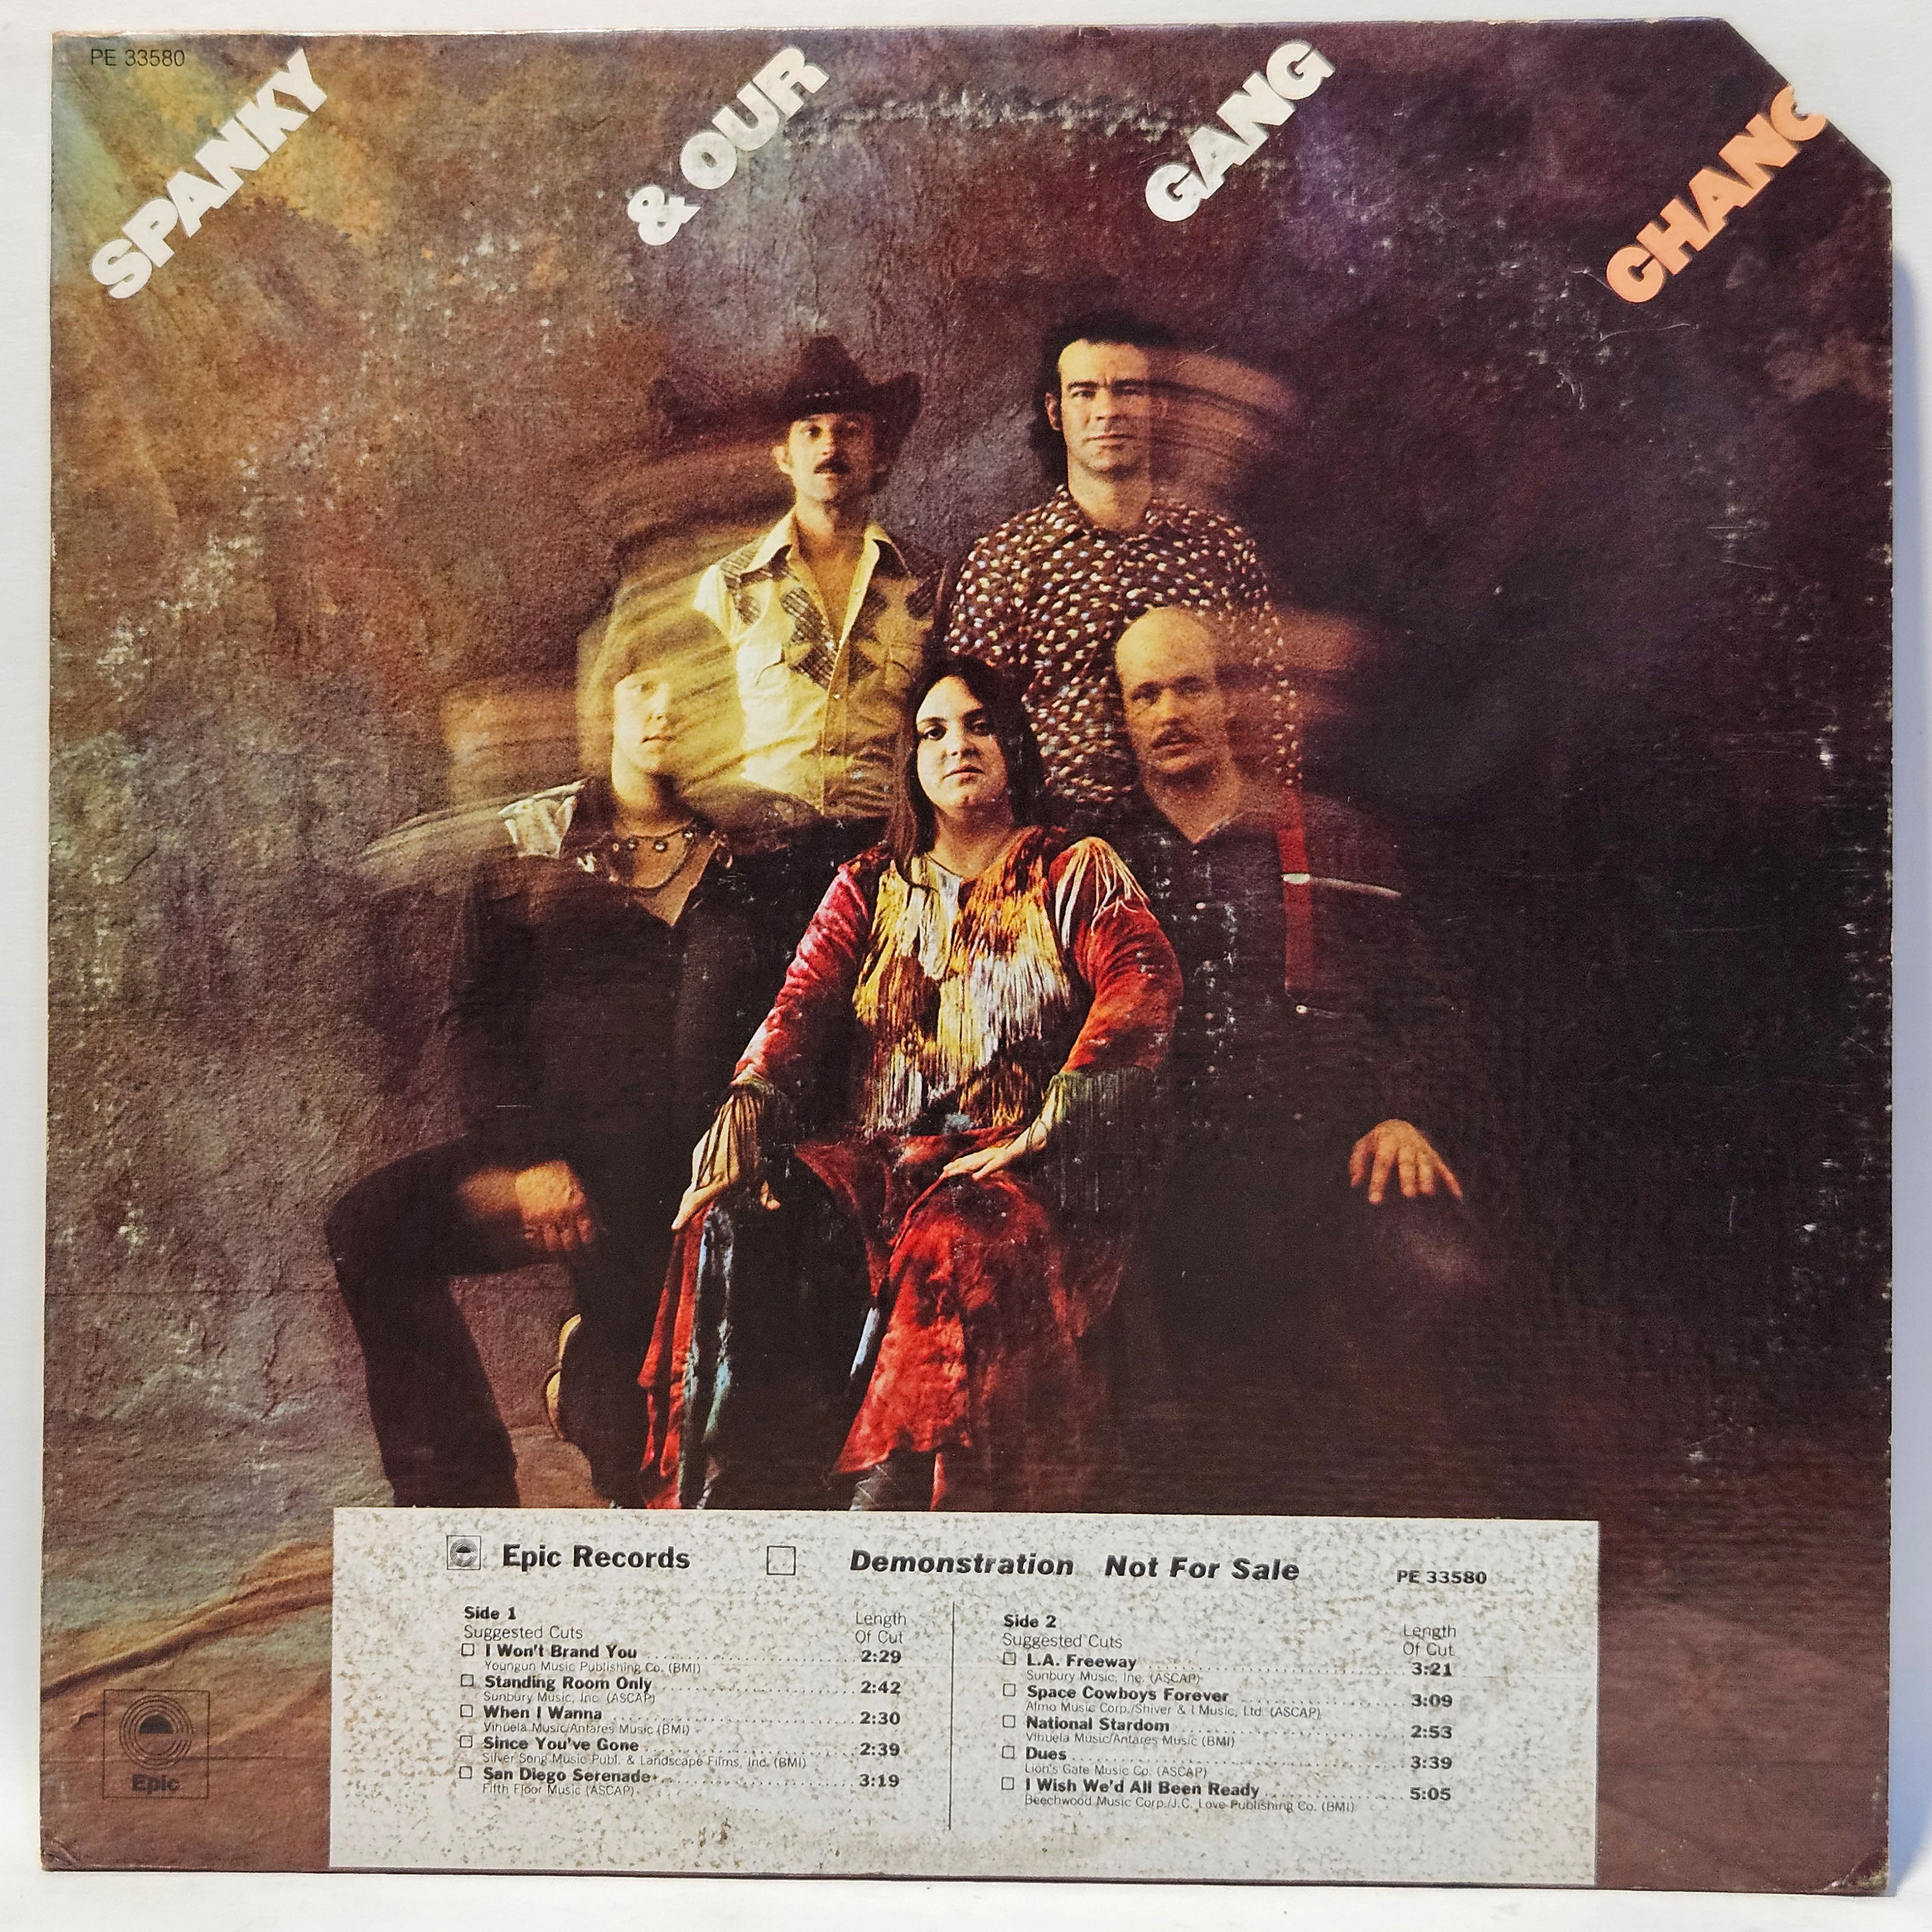 PE 33580
SPANKY
& OUR
GANG
CHANG
Epic Records
Demonstration Not For Sale
PE 33580
Side 1
Suggested Cuts
Length
Of Cut
I Won't Brand You 2:29
Youngun Music Publishing Co. (BMI)
Standing Room Only 2:42
Sunbury Music, Inc. (ASCAP)
When I Wanna 2:30
Vihuela Music/Antares Music (BMI)
Since You've Gone 2:39
Silver Song Music Publ. & Landscape Films, Inc. (BMI)
San Diego Serenade 3:19
Fifth Floor Music (ASCAP)
Side 2
Suggested Cuts
Length
Of Cut
L.A. Freeway 3:21
Sunbury Music, Inc. (ASCAP)
Space Cowboys Forever 3:09
Almo Music Corp./Shiver & I Music, Ltd. (ASCAP)
National Stardom 2:53
Vihuela Music/Antares Music (BMI)
Dues 3:39
Lion's Gate Music Co. (ASCAP)
I Wish We'd All Been Ready 5:05
Beechwood Music Corp./J.C. Love Publishing Co. (BMI)
Epic